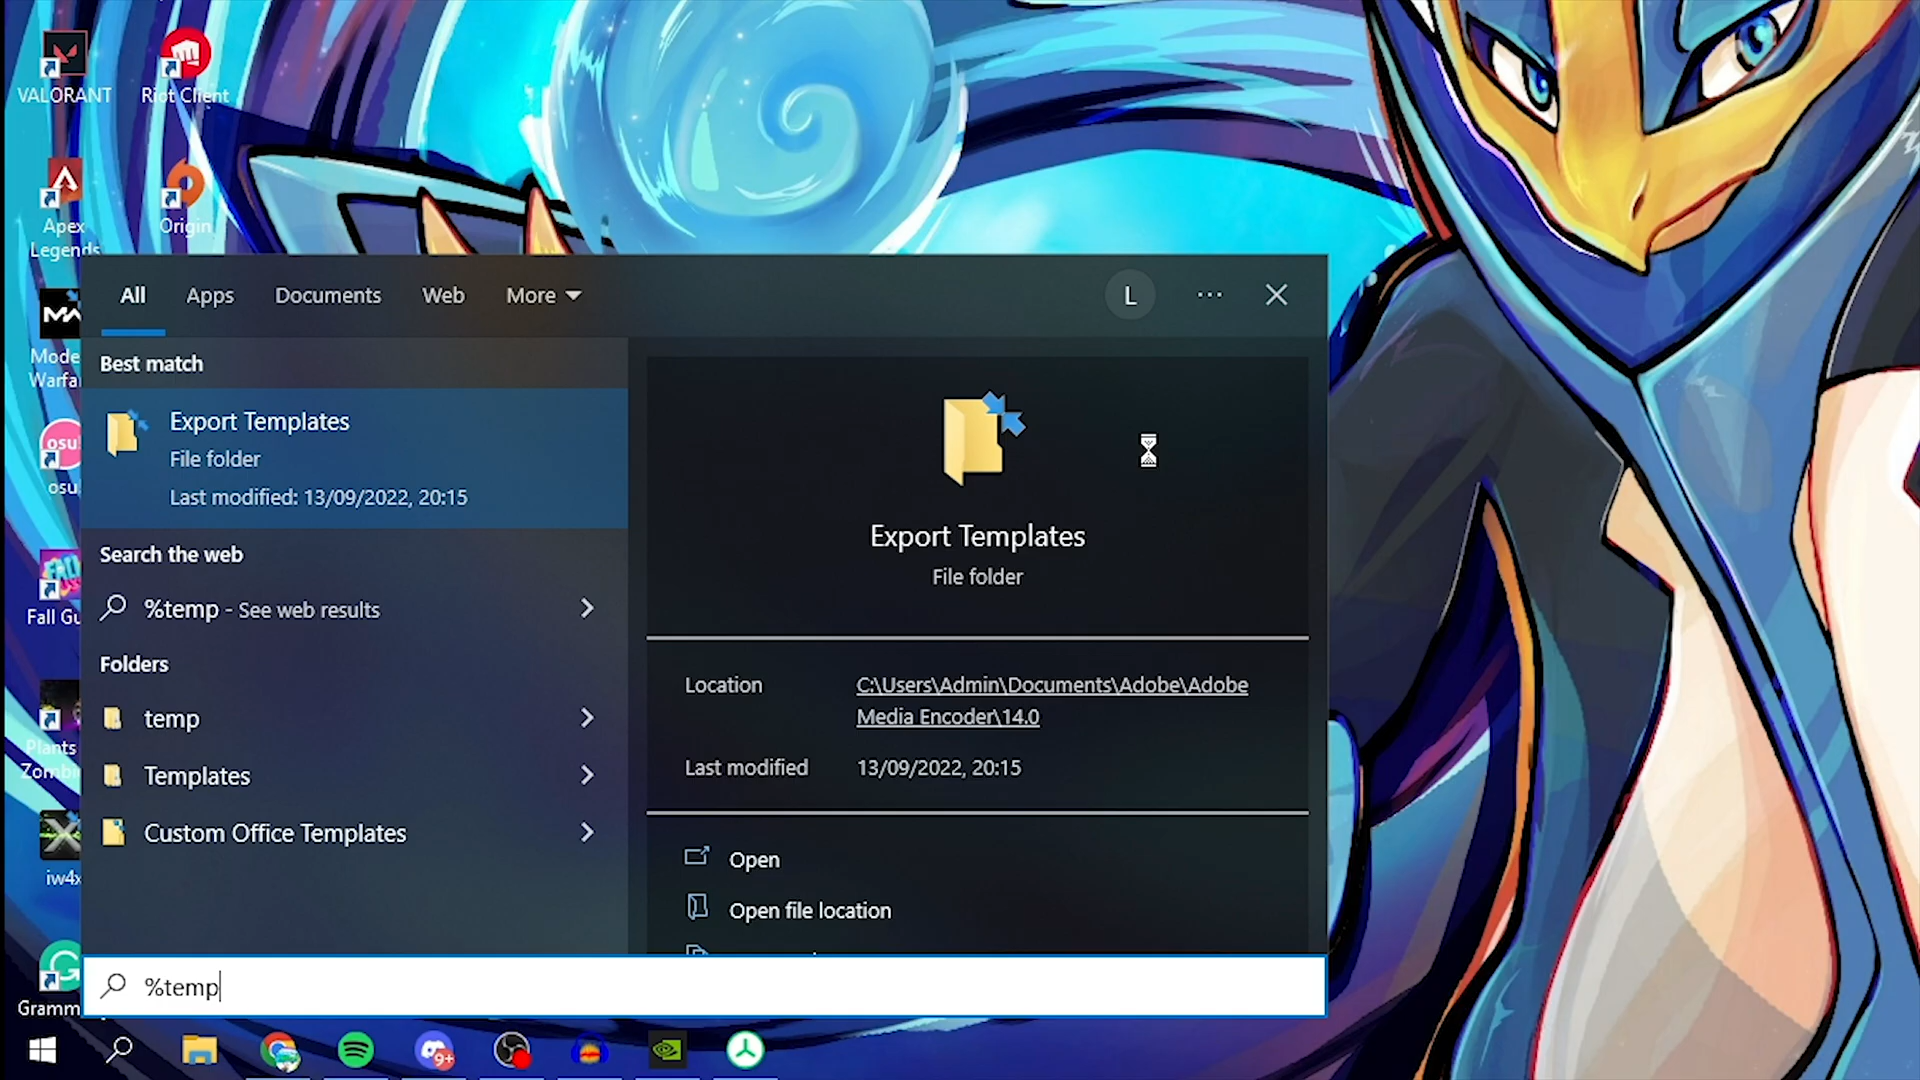 VALORANT
Riot Client
Apex
Legends
Origin
Mode
Warfa
osu!
osu!
Fall Gu
Plants
Zombi
iw4x
Gramm
All
Apps
Documents
Web
More
L
Best match
Export Templates
File folder
Last modified: 13/09/2022, 20:15
Search the web
%temp - See web results
Folders
temp
Templates
Custom Office Templates
Export Templates
File folder
Location
C:\Users\Admin\Documents\Adobe\Adobe
Media Encoder\14.0
Last modified
13/09/2022, 20:15
Open
Open file location
%temp
9+